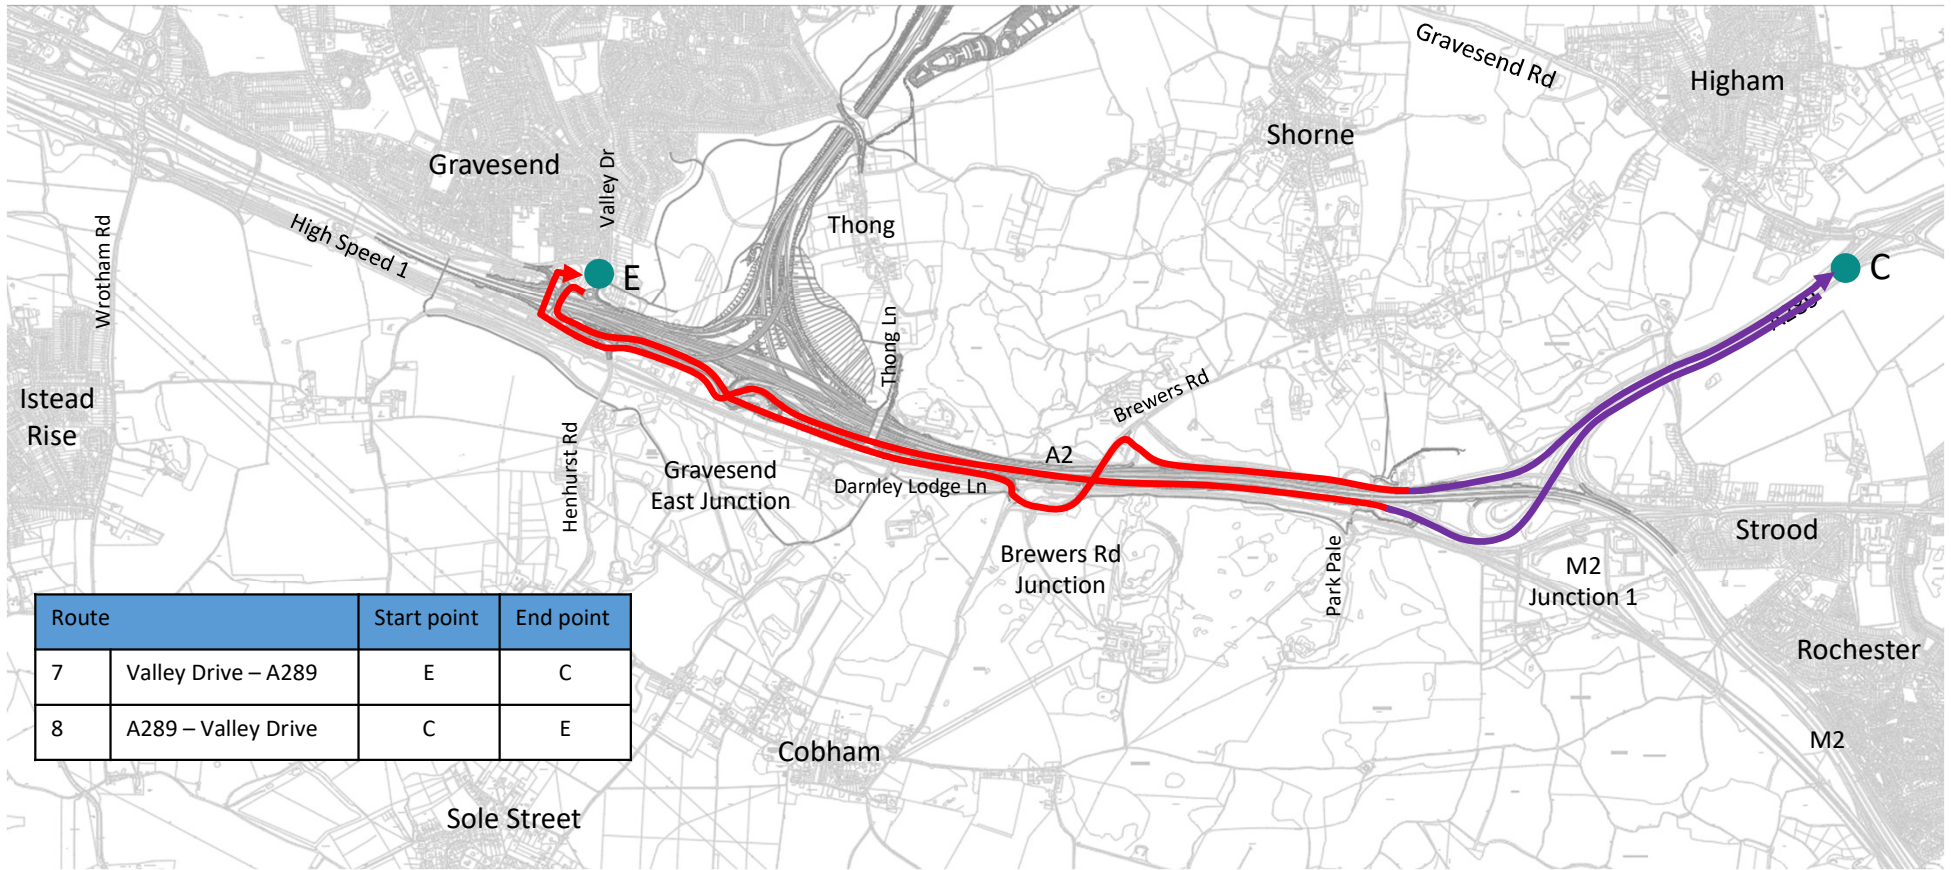 Gravesend Rd
Higham
Shorne
Gravesend
Valley Dr
Thong
High Speed 1
Wrotham Rd
E
C
Thong Ln
Istead
Rise
Brewers Rd
Henhurst Rd
A2
Gravesend
East Junction
Darnley Lodge Ln
Strood
Brewers Rd
Junction
Park Pale
M2
Junction 1
Rochester
M2
Cobham
Sole Street
Route Start point End point
7 Valley Drive – A289 E C
8 A289 – Valley Drive C E